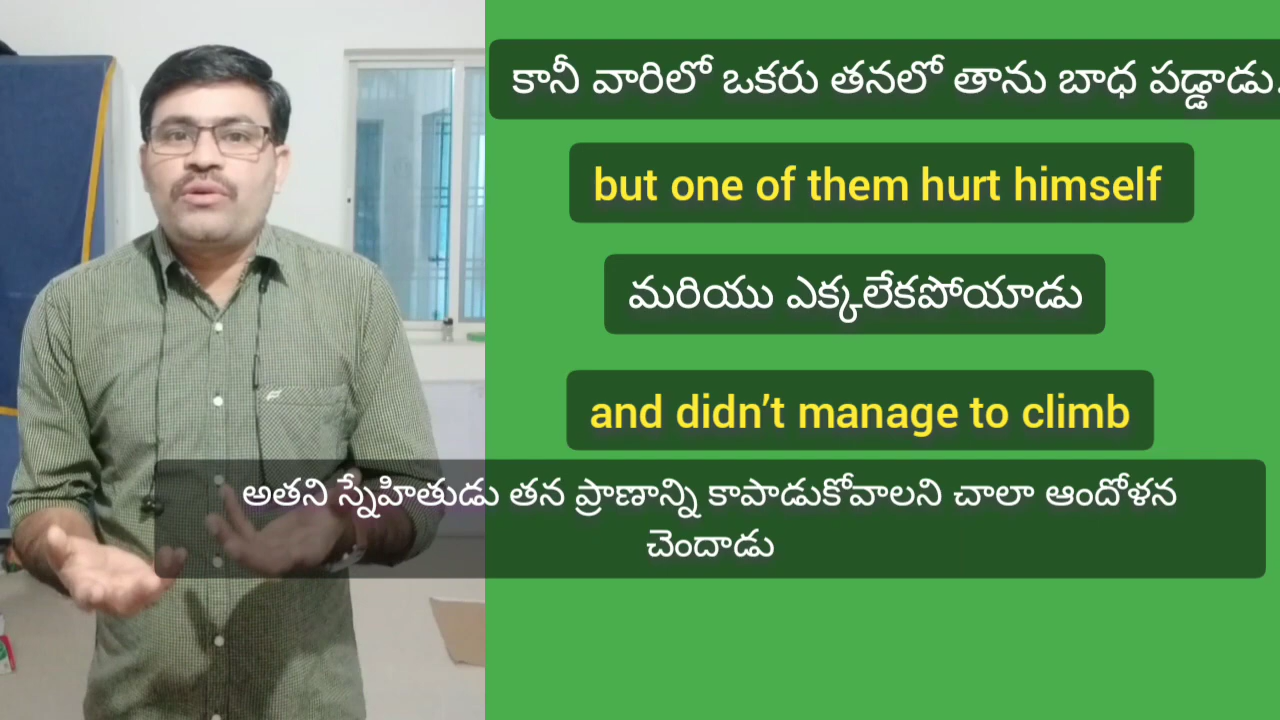 కానీ వారిలో ఒకరు తనలో తాను బాధ పడ్డాడు.
but one of them hurt himself
మరియు ఎక్కలేకపోయాడు
and didn’t manage to climb
అతని స్నేహితుడు తన ప్రాణాన్ని కాపాడుకోవాలని చాలా ఆందోళన
చెందాడు